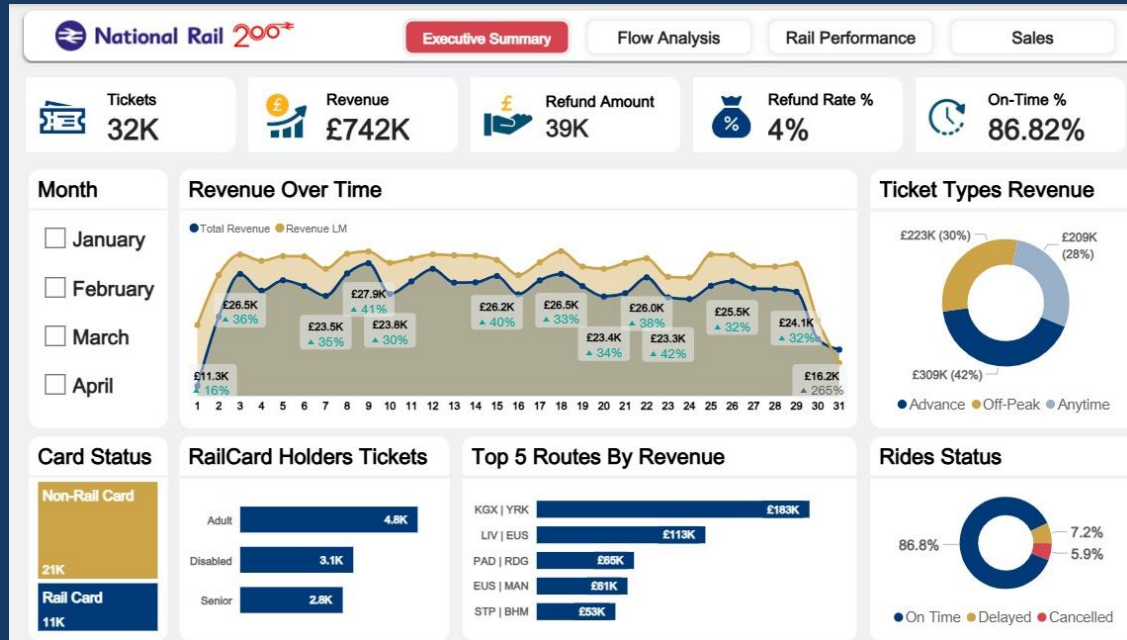 National Rail 200
Executive Summary
Flow Analysis
Rail Performance
Sales
Tickets
32K
£
Revenue
£742K
£
Refund Amount
39K
%
Refund Rate %
4%
On-Time %
86.82%
Month
January
February
March
April
Revenue Over Time
Total Revenue Revenue LM
£11.3K
▲ 16%
£26.5K
▲ 36%
£23.5K
▲ 35%
£27.9K
▲ 41%
£23.8K
▲ 30%
£26.2K
▲ 40%
£26.5K
▲ 33%
£23.4K
▲ 34%
£26.0K
▲ 38%
£23.3K
▲ 42%
£25.5K
▲ 32%
£24.1K
▲ 32%
£16.2K
▲ 265%
1 2 3 4 5 6 7 8 9 10 11 12 13 14 15 16 17 18 19 20 21 22 23 24 25 26 27 28 29 30 31
Ticket Types Revenue
£223K (30%)
£209K
(28%)
£309K (42%)
Advance Off-Peak Anytime
Card Status
Non-Rail Card
21K
Rail Card
11K
RailCard Holders Tickets
Adult 4.8K
Disabled 3.1K
Senior 2.8K
Top 5 Routes By Revenue
KGX | YRK £183K
LIV | EUS £113K
PAD | RDG £65K
EUS | MAN £61K
STP | BHM £53K
Rides Status
86.8%
7.2%
5.9%
On Time Delayed Cancelled